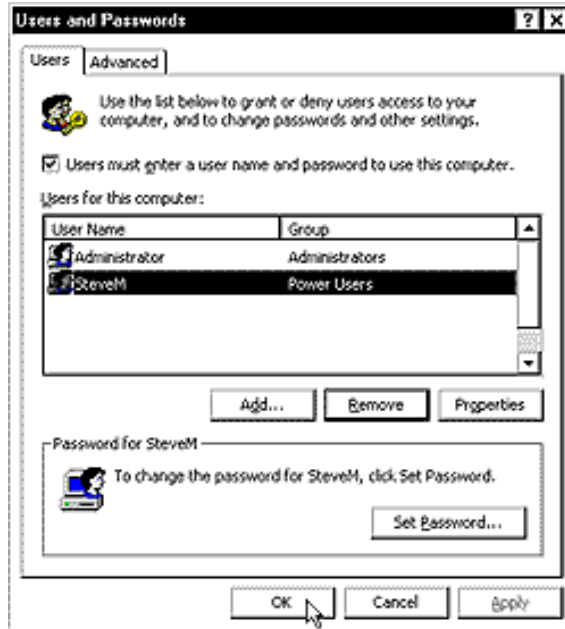 Users and Passwords
Users
Advanced
Use the list below to grant or deny users access to your
computer, and to change passwords and other settings.
Users must enter a user name and password to use this computer.
Users for this computer:
User Name Group
Administrator Administrators
SteveM Power Users
Add... Remove Properties
Password for SteveM
To change the password for SteveM, click Set Password.
Set Password...
OK Cancel Apply